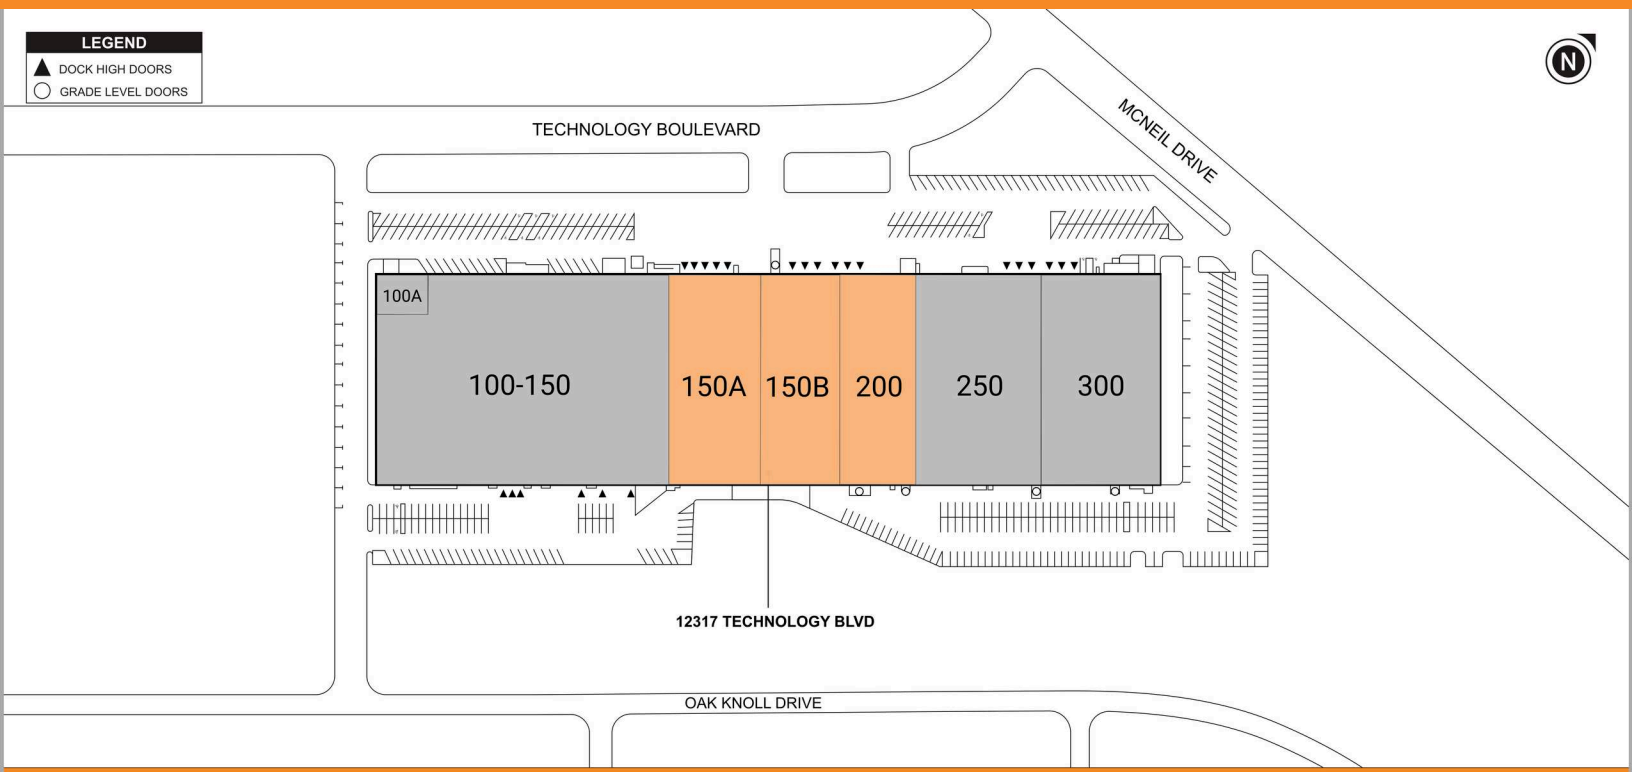 LEGEND
DOCK HIGH DOORS
GRADE LEVEL DOORS
N
TECHNOLOGY BOULEVARD
MCNEIL DRIVE
100A
100-150
150A
150B
200
250
300
12317 TECHNOLOGY BLVD
OAK KNOLL DRIVE